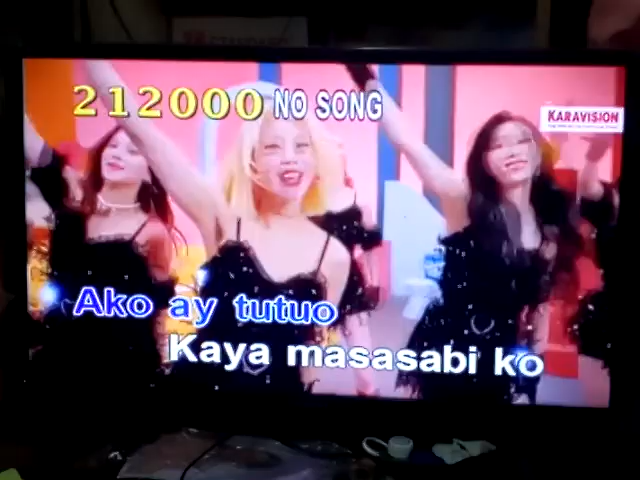 212000 NO SONG
KARAVISION
Ako ay tutuo
Kaya masasabi ko